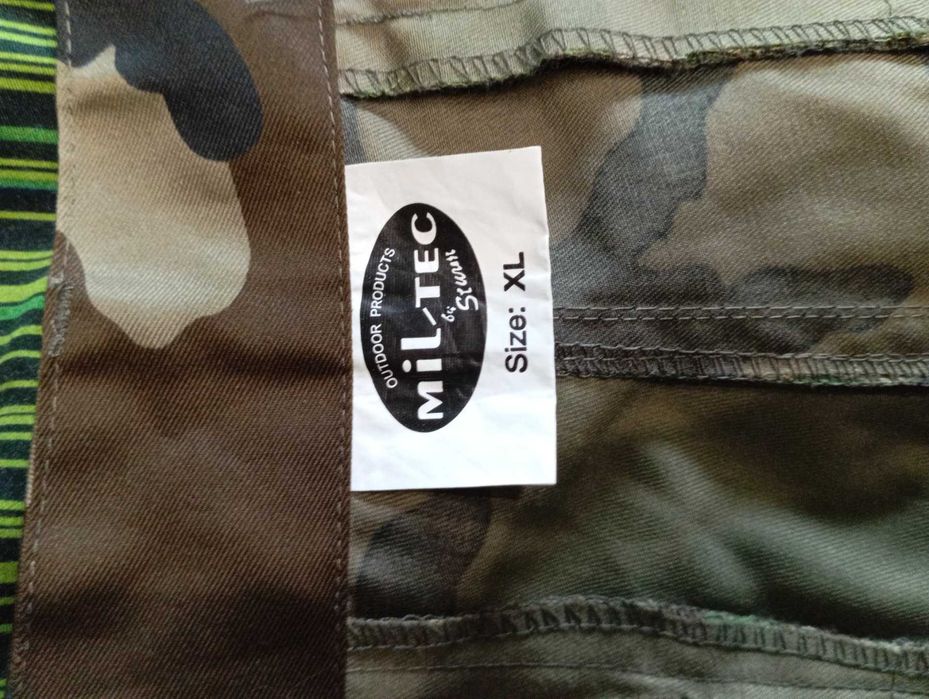 OUTDOOR PRODUCTS
MiL-TEC
by Sturm
Size: XL